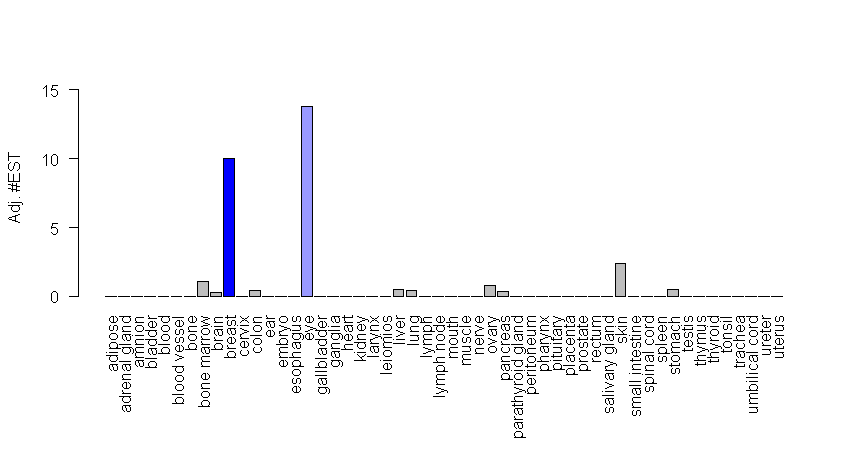 Adj. #EST
15
10
5
0
adipose
adrenal gland
amnion
bladder
blood
blood vessel
bone
bone marrow
brain
breast
cervix
colon
ear
embryo
esophagus
eye
gallbladder
ganglia
heart
kidney
larynx
leiomios
liver
lung
lymph
lymph node
mouth
muscle
nerve
ovary
pancreas
parathyroid gland
peritoneum
pharynx
pituitary
placenta
prostate
rectum
salivary gland
skin
small intestine
spinal cord
spleen
stomach
testis
thymus
thyroid
tonsil
trachea
umbilical cord
ureter
uterus